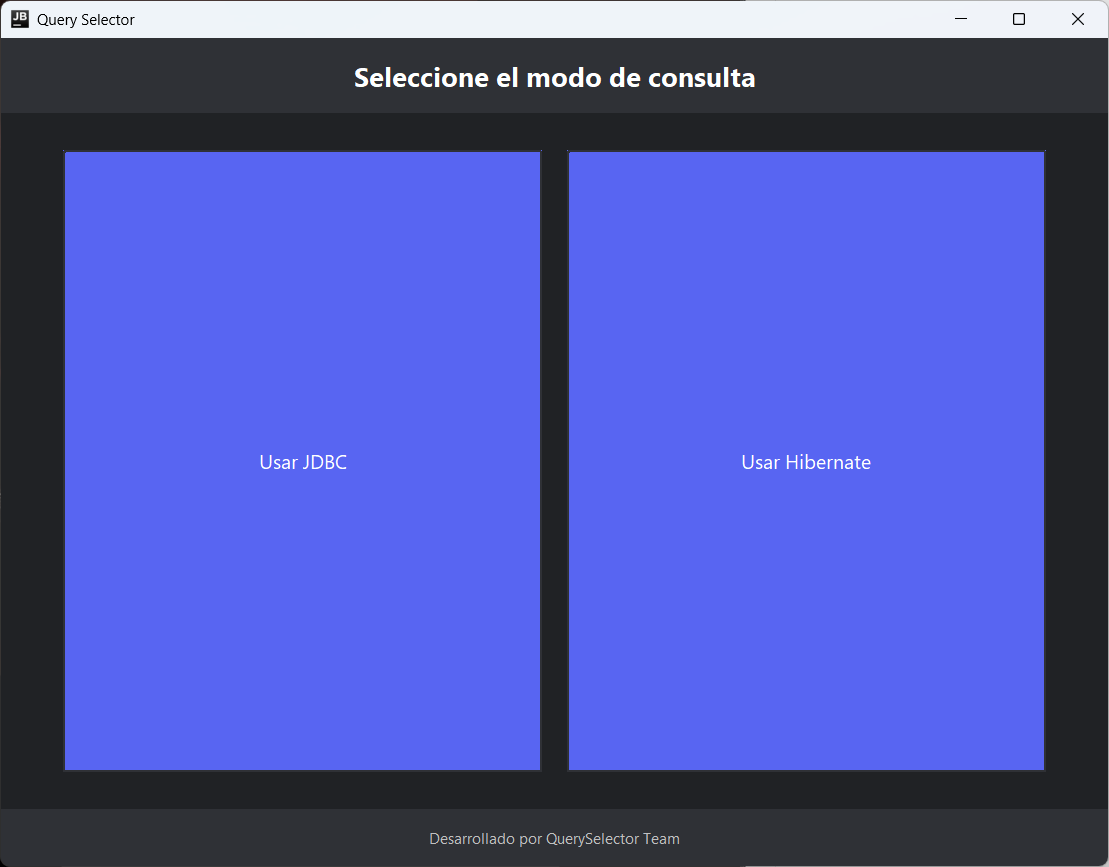 JB
Query Selector
Seleccione el modo de consulta
Usar JDBC
Usar Hibernate
Desarrollado por QuerySelector Team